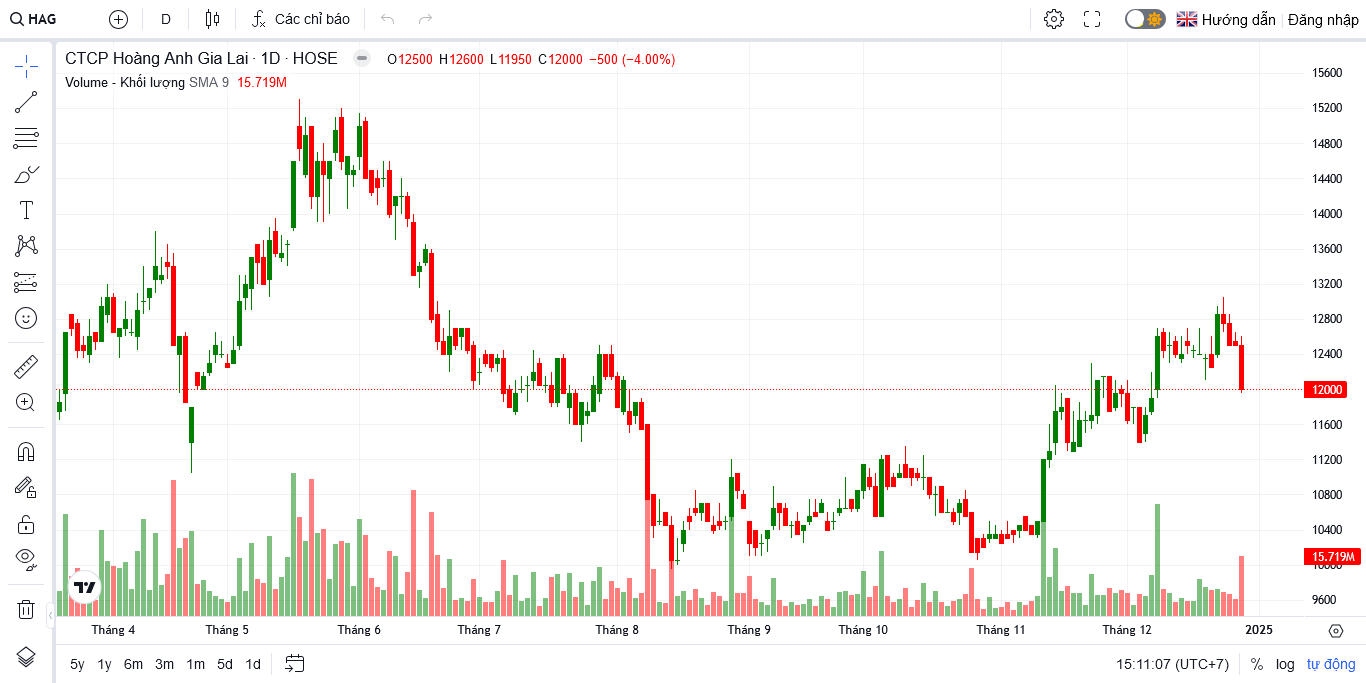 HAG D Các chỉ báo Hướng dẫn Đăng nhập
CTCP Hoàng Anh Gia Lai · 1D · HOSE O12500 H12600 L11950 C12000 −500 (−4.00%)
Volume - Khối lượng SMA 9 15.719M
15600
15200
14800
14400
14000
13600
13200
12800
12400
12000
11600
11200
10800
10400
15.719M
10000
9600
Tháng 4 Tháng 5 Tháng 6 Tháng 7 Tháng 8 Tháng 9 Tháng 10 Tháng 11 Tháng 12 2025
5y 1y 6m 3m 1m 5d 1d 15:11:07 (UTC+7) % log tự động